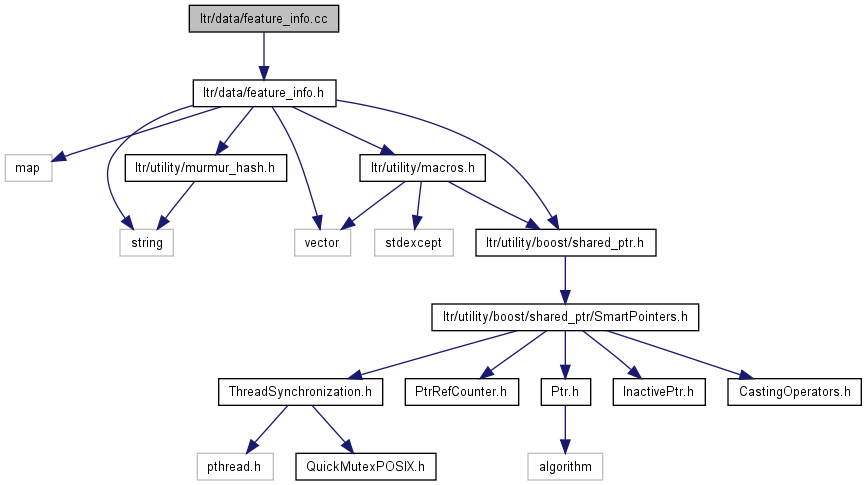 ltr/data/feature_info.cc
ltr/data/feature_info.h
map
ltr/utility/murmur_hash.h
ltr/utility/macros.h
string
vector
stdexcept
ltr/utility/boost/shared_ptr.h
ltr/utility/boost/shared_ptr/SmartPointers.h
ThreadSynchronization.h
PtrRefCounter.h
Ptr.h
InactivePtr.h
CastingOperators.h
pthread.h
QuickMutexPOSIX.h
algorithm